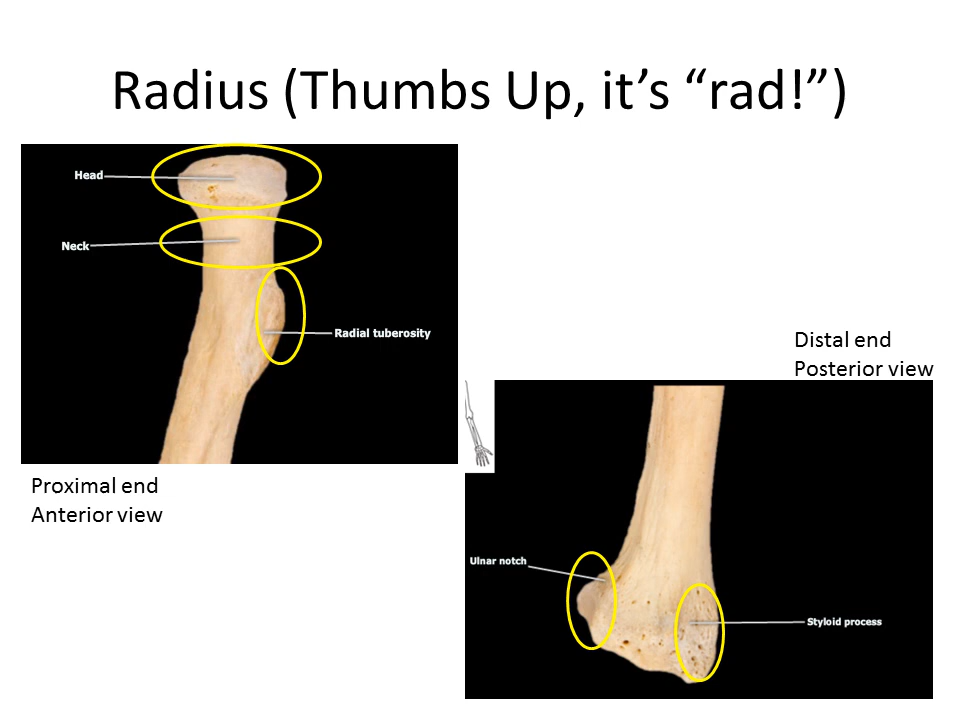 Radius (Thumbs Up, it’s “rad!”)
Head
Neck
Radial tuberosity
Proximal end
Anterior view
Distal end
Posterior view
Ulnar notch
Styloid process